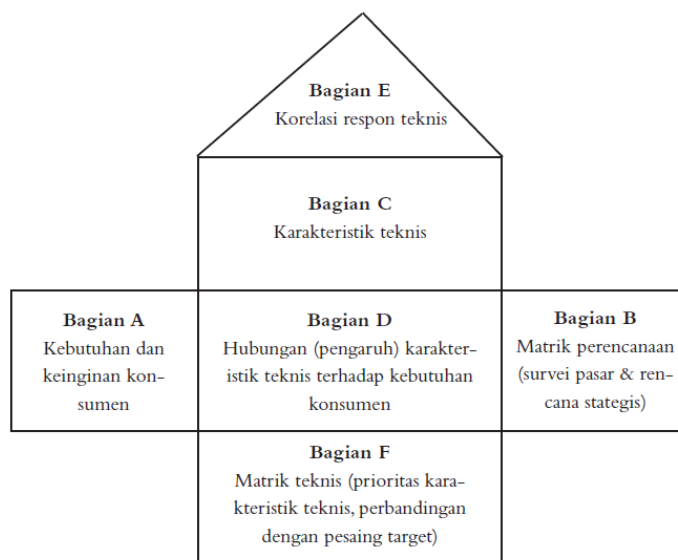 Bagian E
Korelasi respon teknis
Bagian C
Karakteristik teknis
Bagian A
Kebutuhan dan
keinginan kon-
sumen
Bagian D
Hubungan (pengaruh) karakter-
istik teknis terhadap kebutuhan
konsumen
Bagian B
Matrik perencanaan
(survei pasar & ren-
cana stategis)
Bagian F
Matrik teknis (prioritas kara-
kteristik teknis, perbandingan
dengan pesaing target)